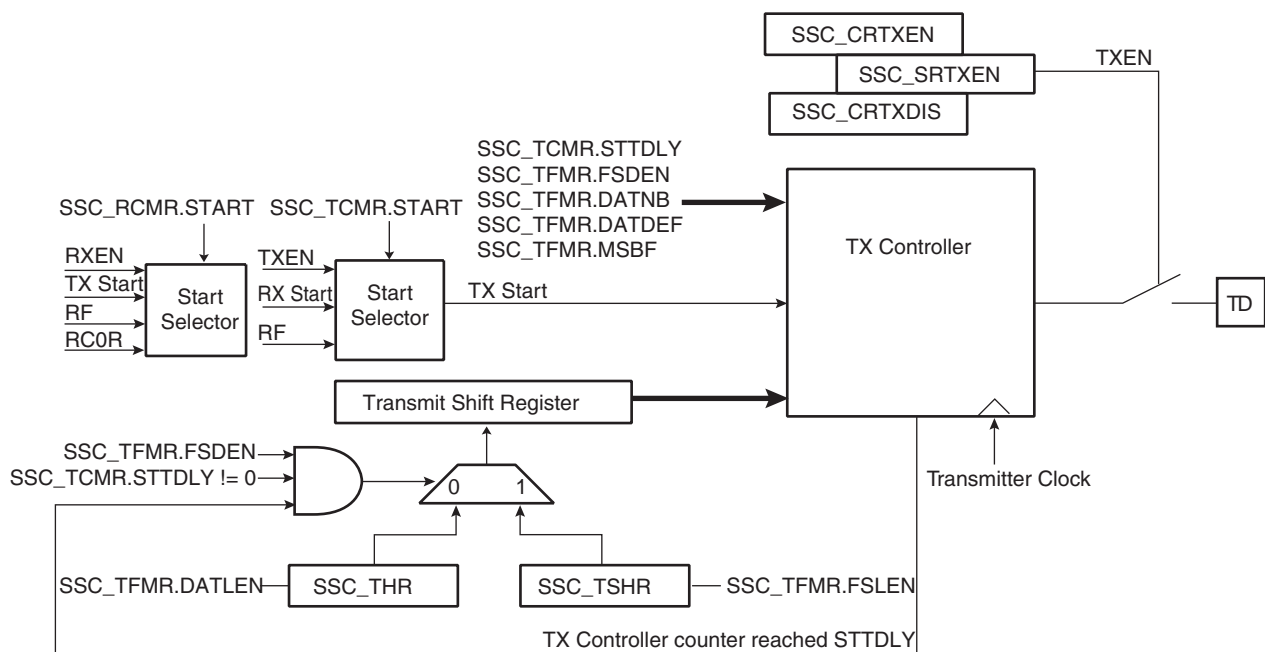 SSC_CRTXEN
SSC_SRTXEN
TXEN
SSC_CRTXDIS
SSC_TCMR.STTDLY
SSC_TFMR.FSDEN
SSC_TFMR.DATNB
SSC_TFMR.DATDEF
SSC_TFMR.MSBF
SSC_RCMR.START
SSC_TCMR.START
RXEN
TX Start
RF
RC0R
Start
Selector
TXEN
RX Start
RF
Start
Selector
TX Start
TX Controller
TD
Transmit Shift Register
SSC_TFMR.FSDEN
SSC_TCMR.STTDLY != 0
0 1
Transmitter Clock
SSC_TFMR.DATLEN
SSC_THR
SSC_TSHR
SSC_TFMR.FSLEN
TX Controller counter reached STTDLY